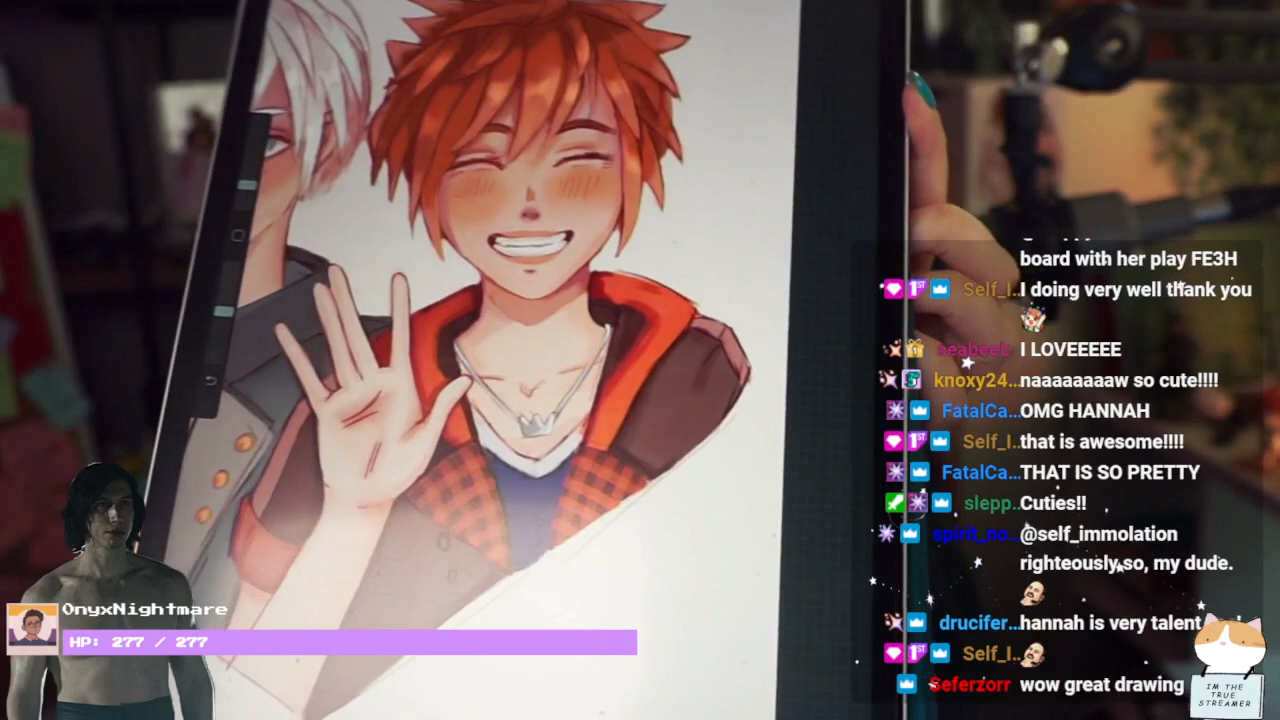 board with her play FE3H
Self_I... I doing very well thank you
seabeeb I LOVEEEEE
knoxy24... naaaaaaaaw so cute!!!!
FatalCa... OMG HANNAH
Self_I... that is awesome!!!!
FatalCa... THAT IS SO PRETTY
slepp... Cuties!!
spirit_no... @self_immolation
righteously so, my dude.
drucifer... hannah is very talent
Self_I...
Seferzorr wow great drawing
OnyxNightmare
HP: 277 / 277
IM THE
TRUE
STREAMER